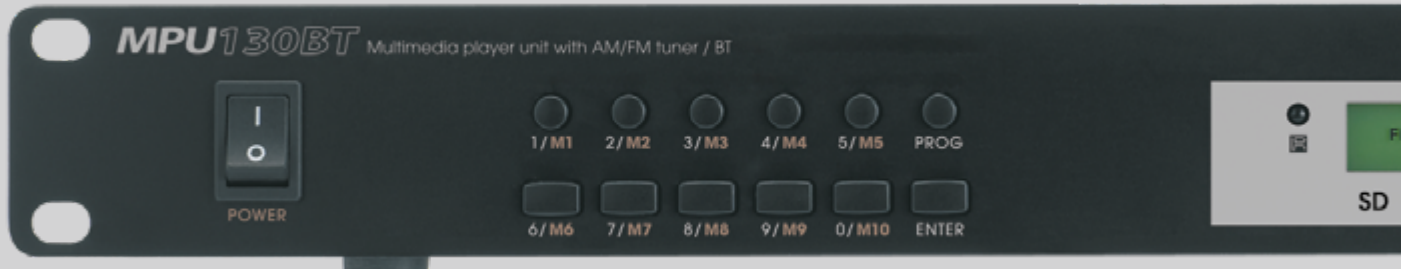 MPU130BT Multimedia player unit with AM/FM tuner / BT
I
O
POWER
1/M1 2/M2 3/M3 4/M4 5/M5 PROG
6/M6 7/M7 8/M8 9/M9 0/M10 ENTER
SD